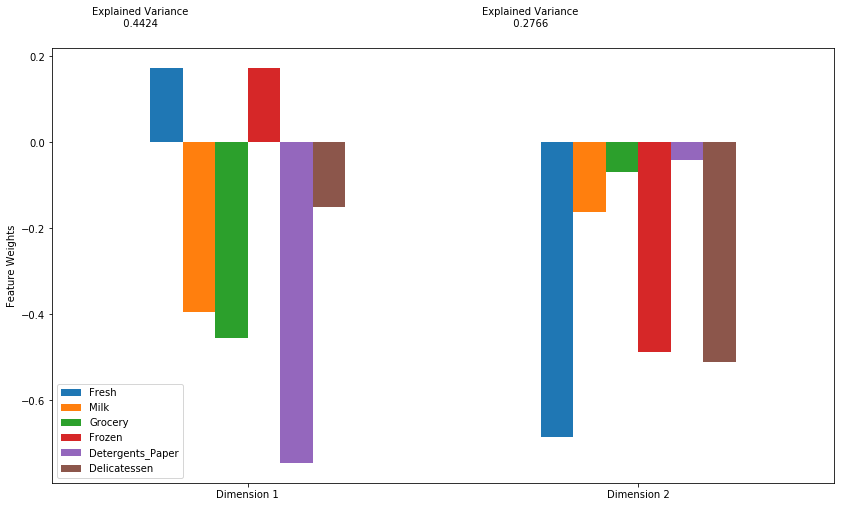 Explained Variance
0.4424
Explained Variance
0.2766
0.2
0.0
−0.2
−0.4
−0.6
Feature Weights
Fresh
Milk
Grocery
Frozen
Detergents_Paper
Delicatessen
Dimension 1
Dimension 2